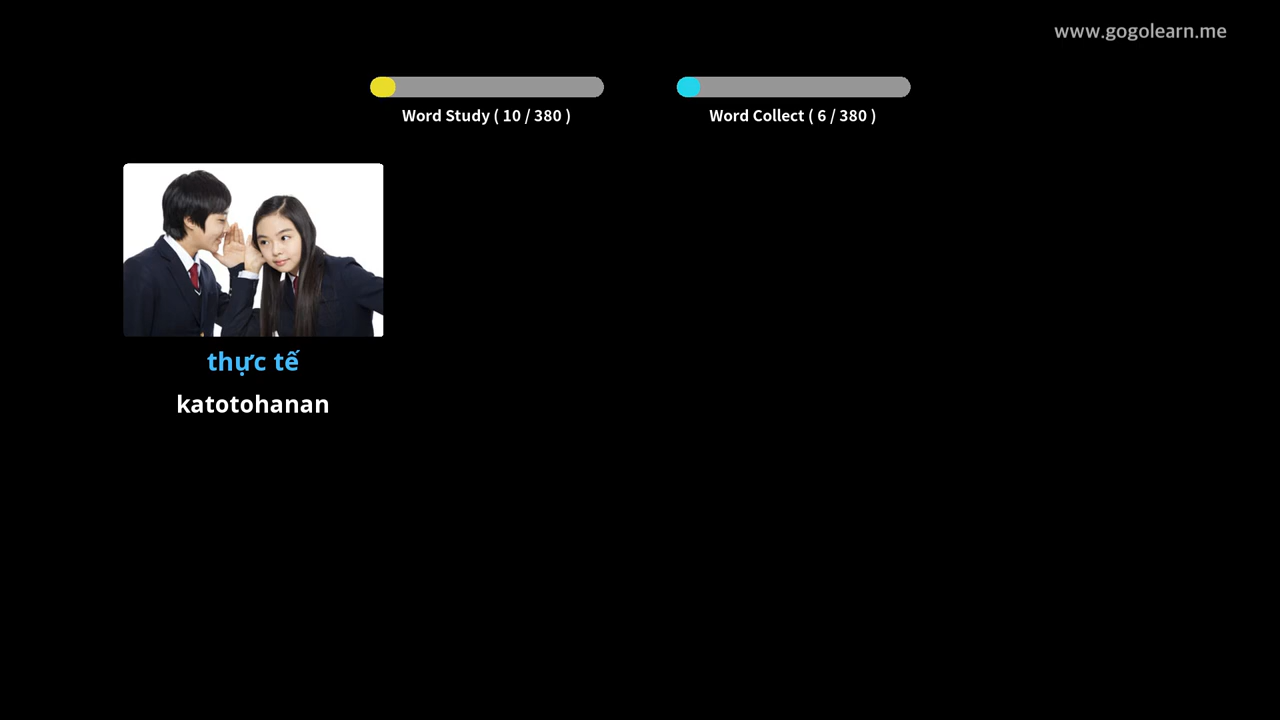 www.gogolearn.me
Word Study ( 10 / 380 )
Word Collect ( 6 / 380 )
thực tế
katotohanan